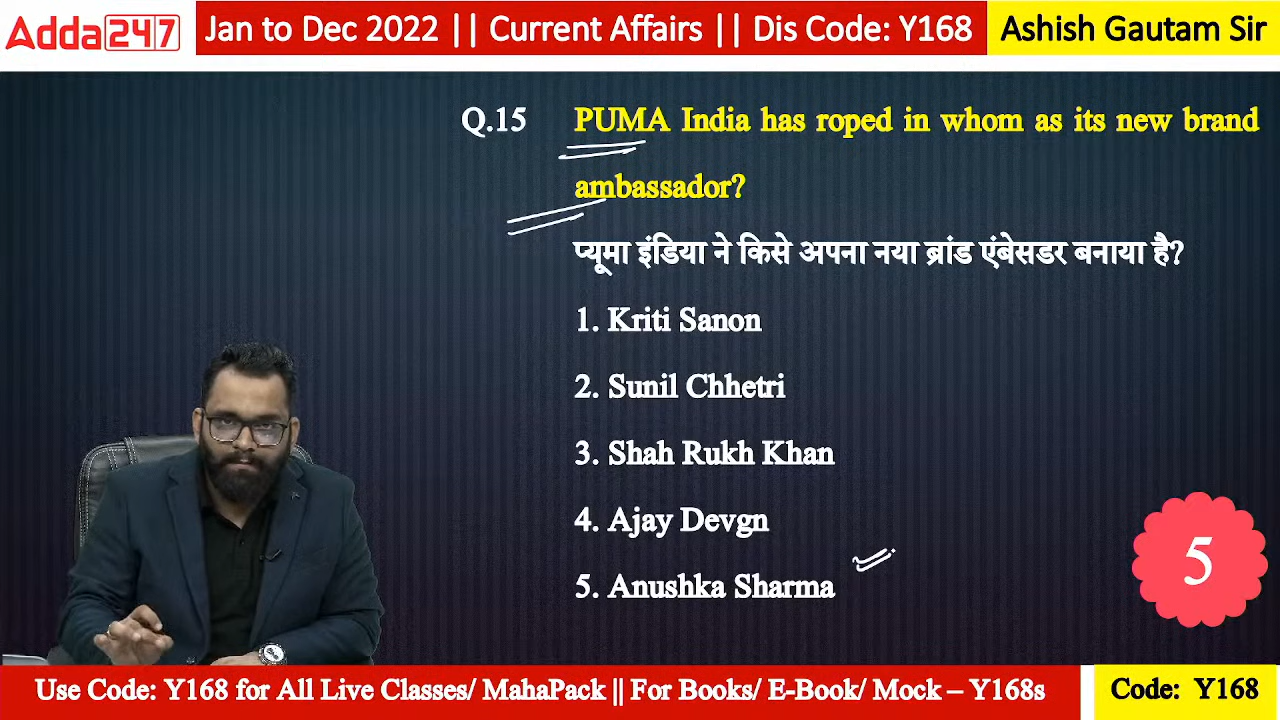 Adda247 Jan to Dec 2022 || Current Affairs || Dis Code: Y168 Ashish Gautam Sir
Q.15 PUMA India has roped in whom as its new brand
ambassador?
प्यूमा इंडिया ने किसे अपना नया ब्रांड एंबेसडर बनाया है?
1. Kriti Sanon
2. Sunil Chhetri
3. Shah Rukh Khan
4. Ajay Devgn
5. Anushka Sharma
5
Use Code: Y168 for All Live Classes/ MahaPack || For Books/ E-Book/ Mock – Y168s Code: Y168